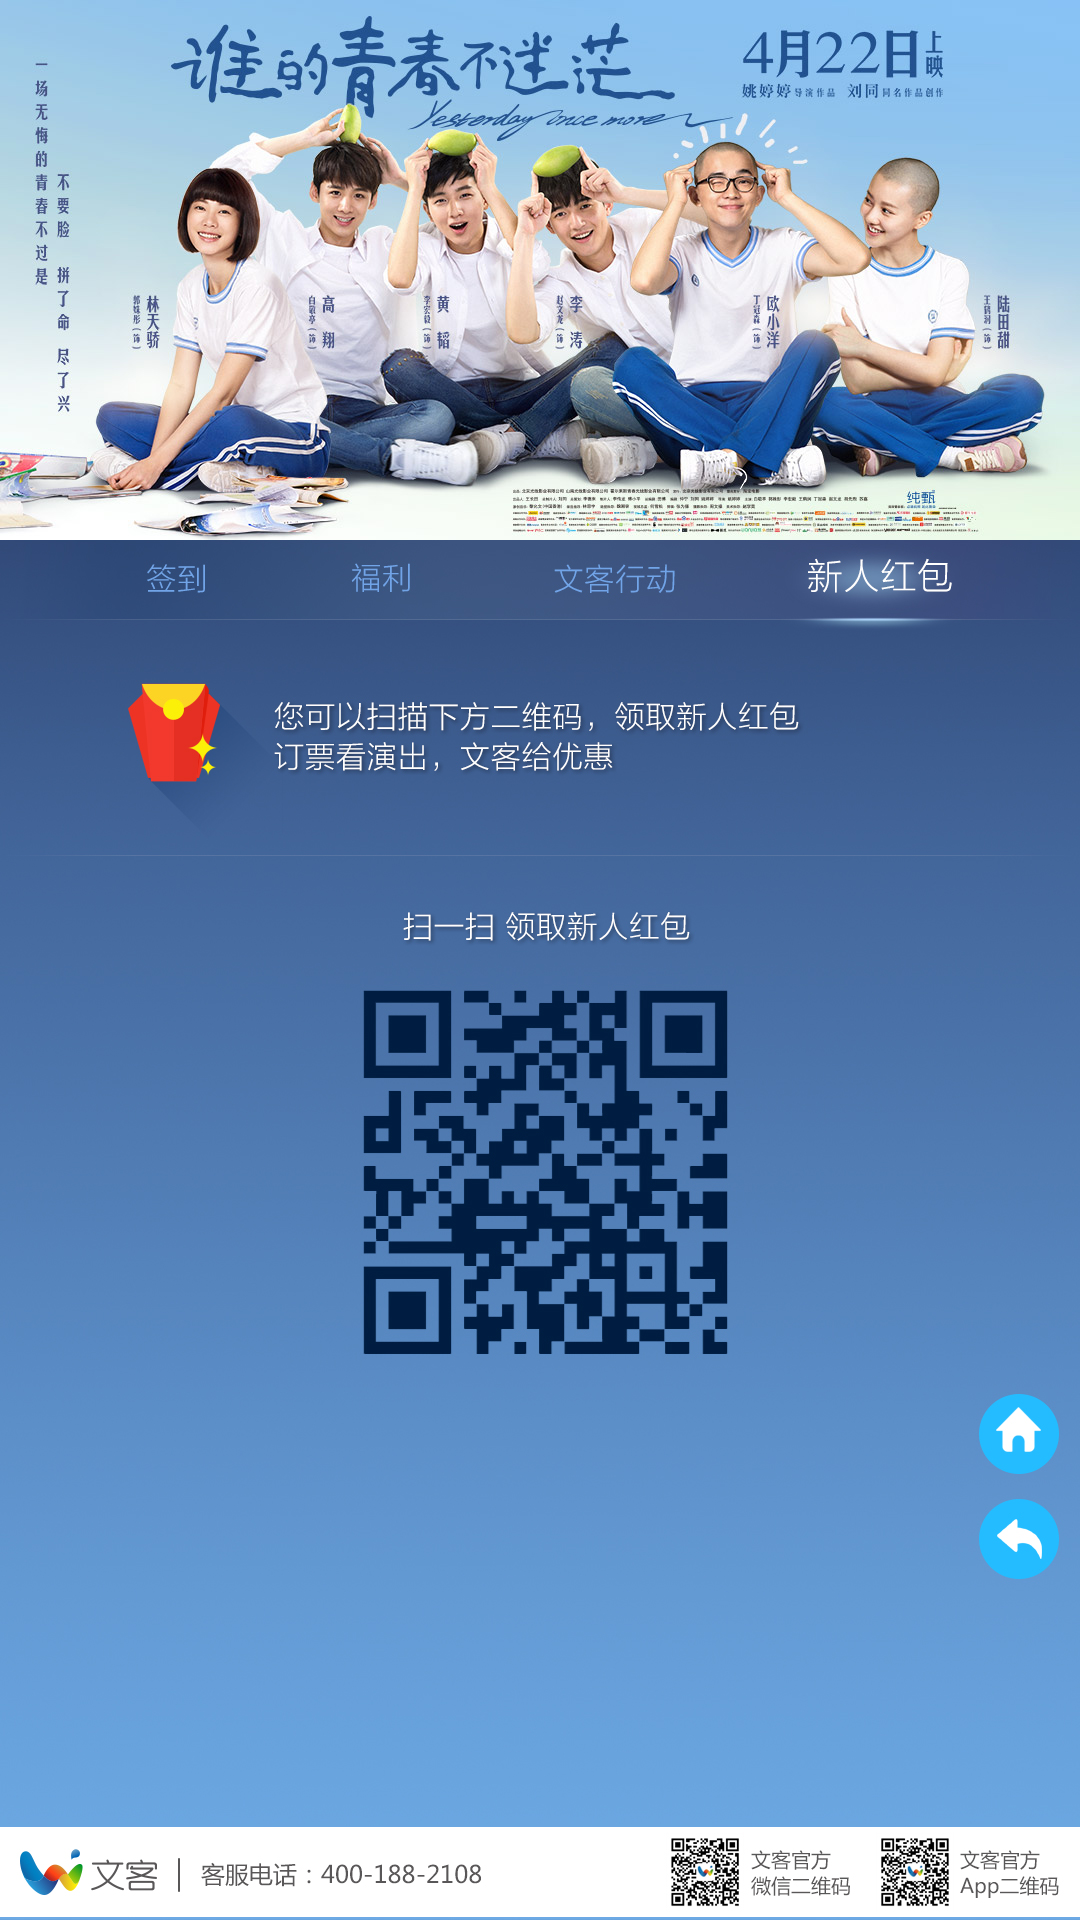 谁的青春不迷茫
Yesterday once more
4月22日上映
姚婷婷导演作品 刘同同名作品创作
一场无悔的青春不过是
不要脸 拼了命 尽了兴
林天骄
郭姝彤(饰)
高翔
白敬亭(饰)
黄韬
李宏毅(饰)
李涛
赵文龙(饰)
欧小洋
丁冠森(饰)
陆田甜
王鹤润(饰)
纯甄
签到
福利
文客行动
新人红包
您可以扫描下方二维码，领取新人红包
订票看演出，文客给优惠
扫一扫 领取新人红包
文客
客服电话：400-188-2108
文客官方
微信二维码
文客官方
App二维码